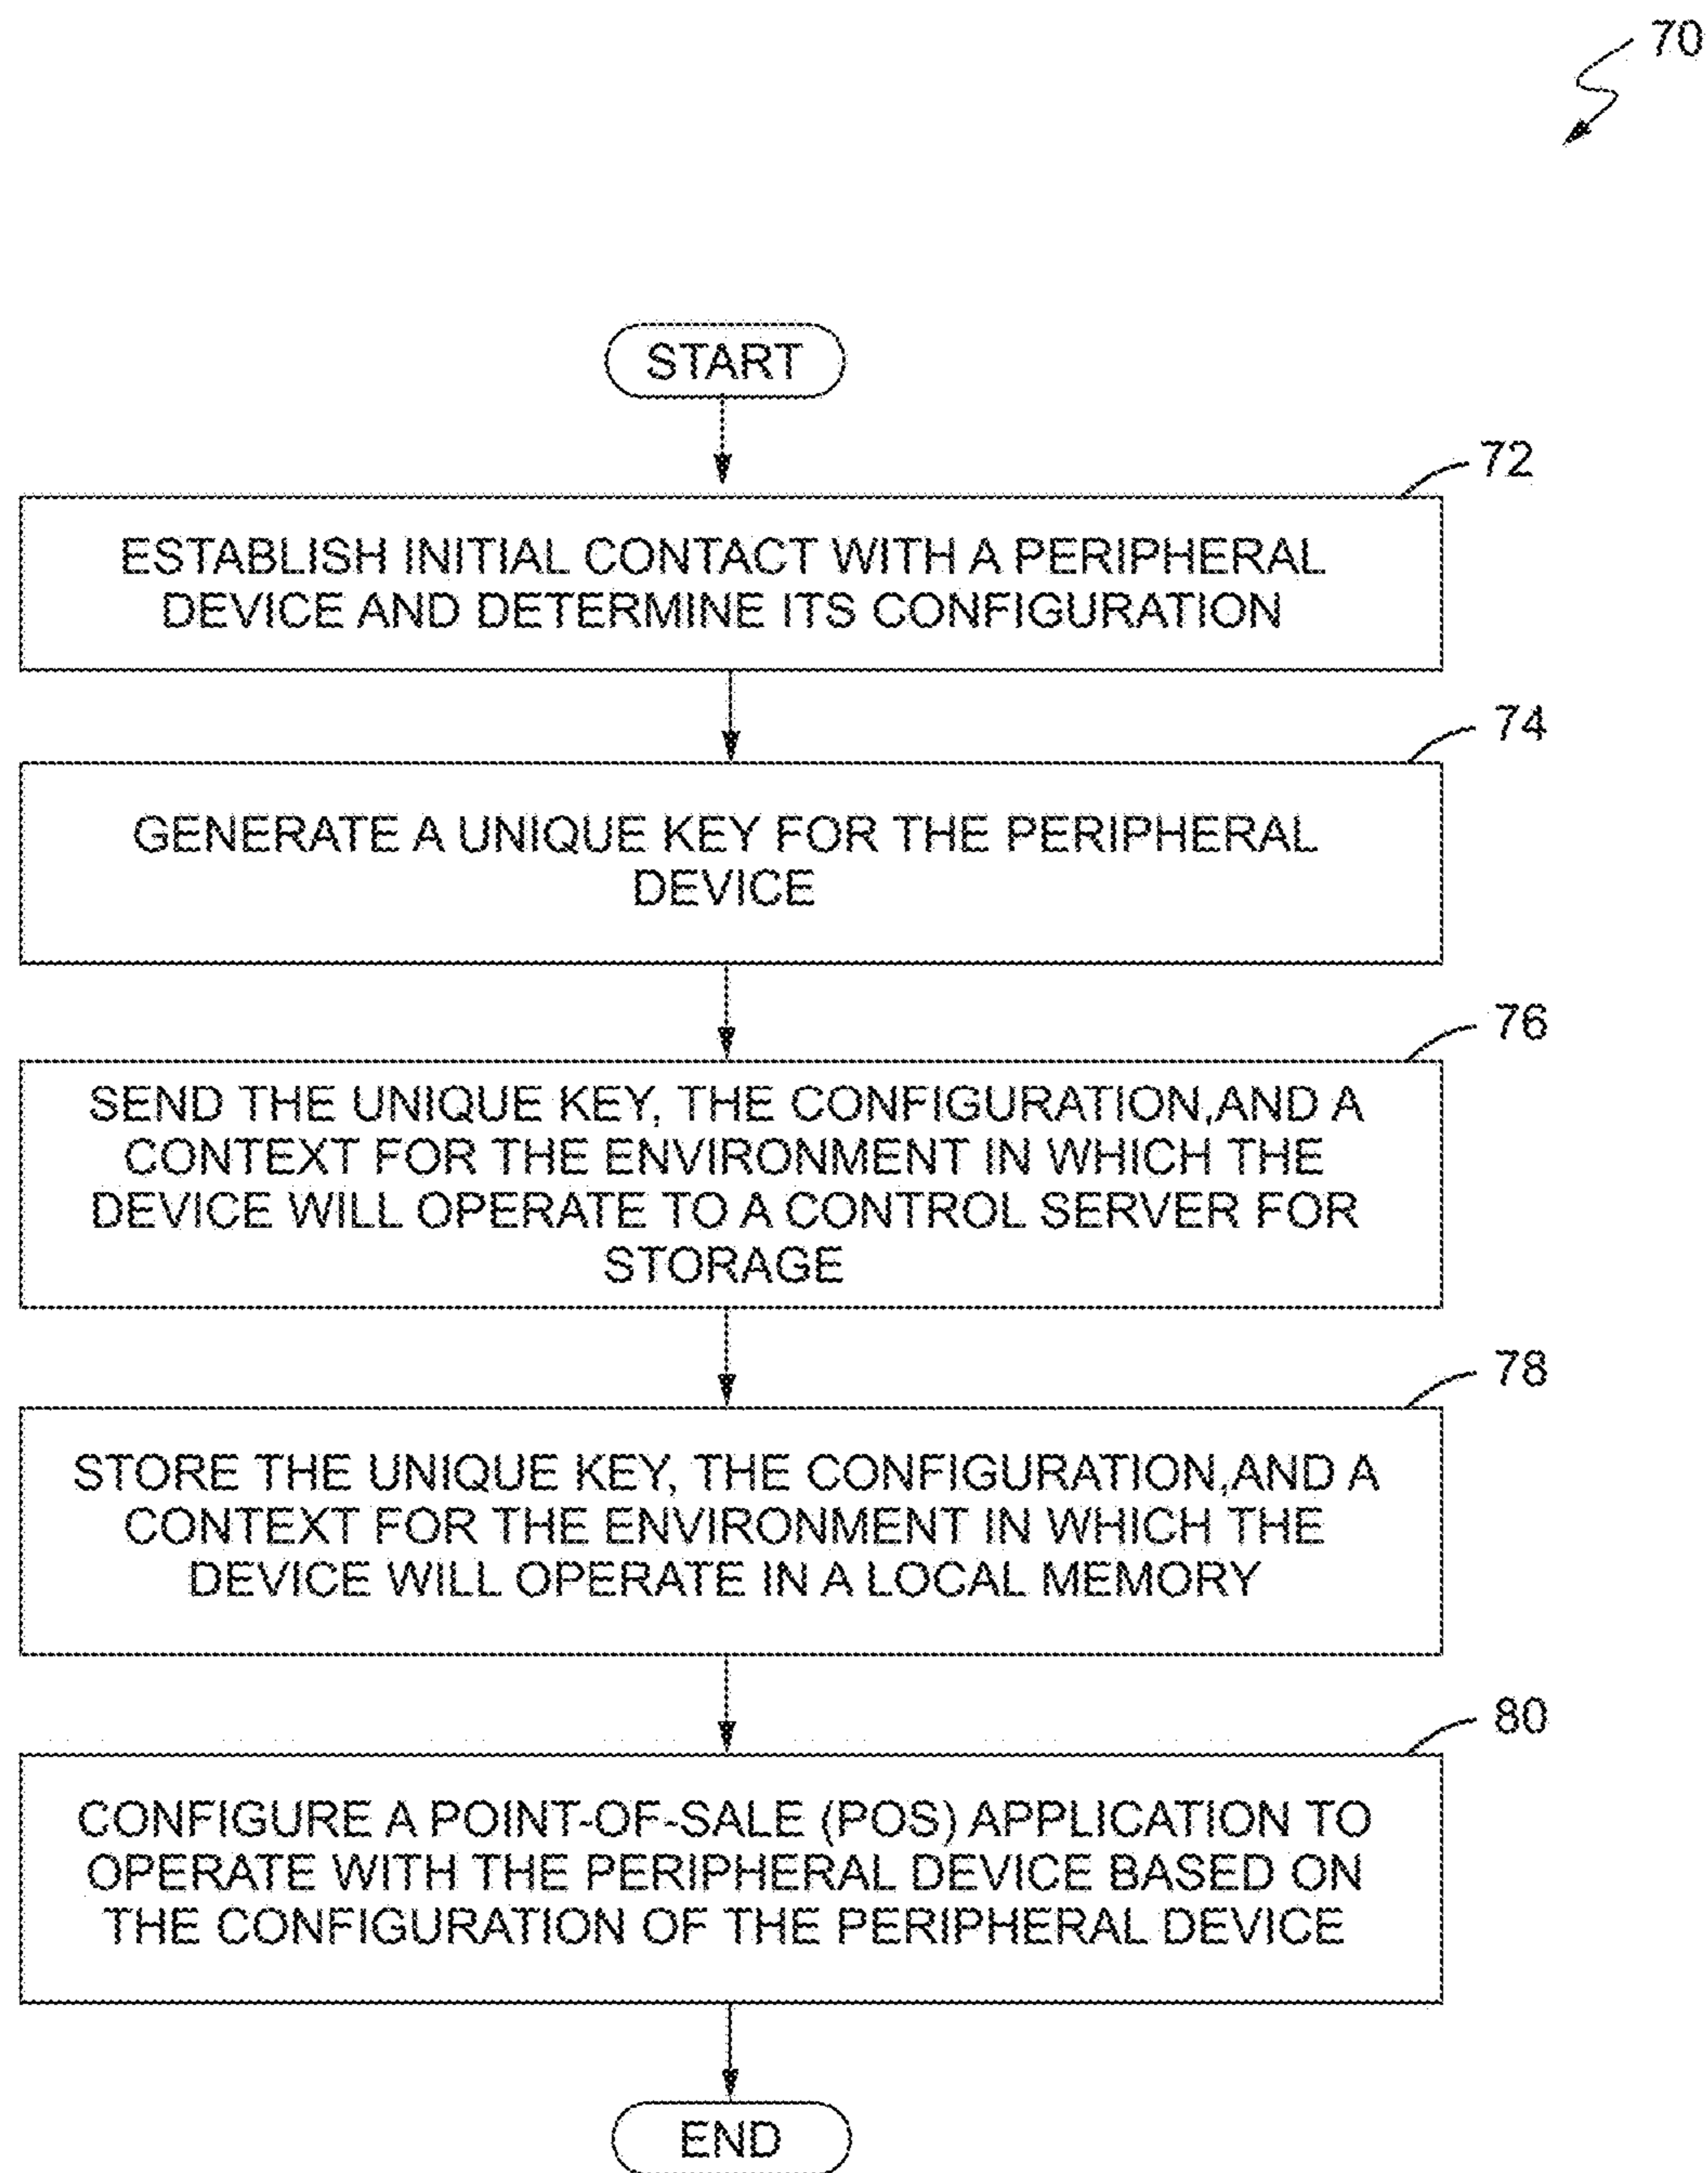 70
START
72
ESTABLISH INITIAL CONTACT WITH A PERIPHERAL
DEVICE AND DETERMINE ITS CONFIGURATION
74
GENERATE A UNIQUE KEY FOR THE PERIPHERAL
DEVICE
76
SEND THE UNIQUE KEY, THE CONFIGURATION,AND A
CONTEXT FOR THE ENVIRONMENT IN WHICH THE
DEVICE WILL OPERATE TO A CONTROL SERVER FOR
STORAGE
78
STORE THE UNIQUE KEY, THE CONFIGURATION,AND A
CONTEXT FOR THE ENVIRONMENT IN WHICH THE
DEVICE WILL OPERATE IN A LOCAL MEMORY
80
CONFIGURE A POINT-OF-SALE (POS) APPLICATION TO
OPERATE WITH THE PERIPHERAL DEVICE BASED ON
THE CONFIGURATION OF THE PERIPHERAL DEVICE
END